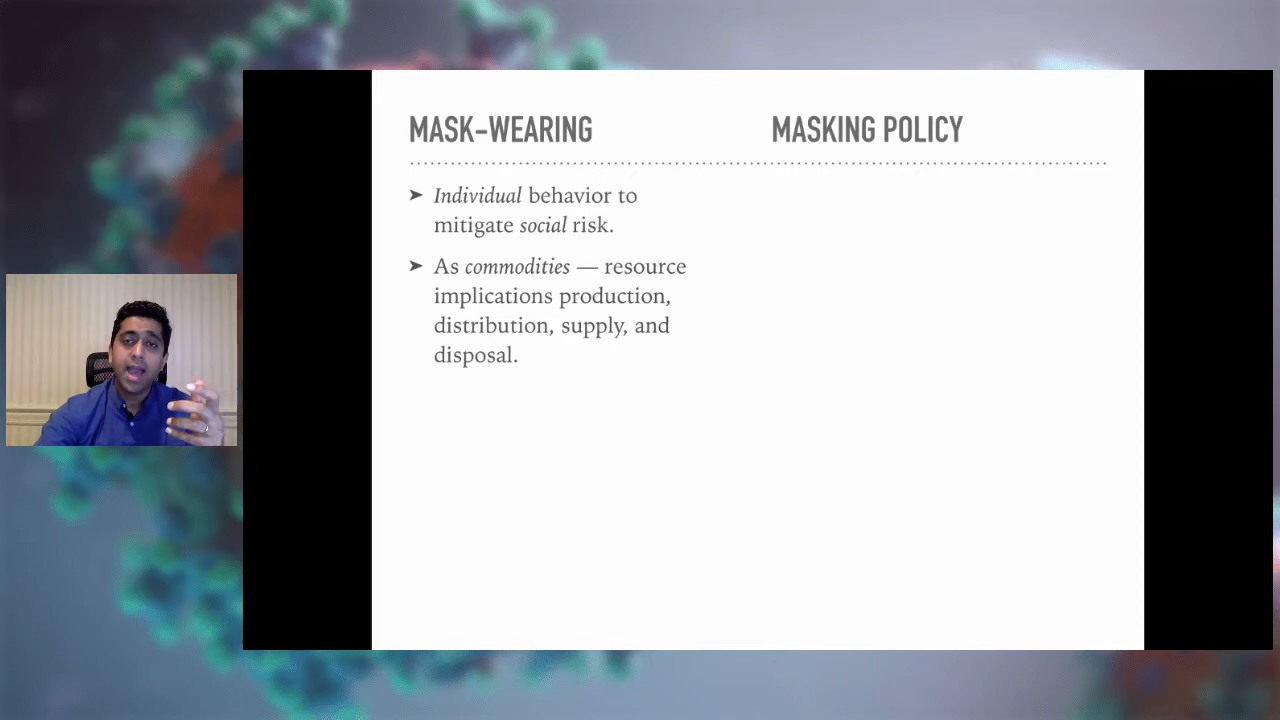 MASK-WEARING
MASKING POLICY
➤ Individual behavior to
mitigate social risk.
➤ As commodities — resource
implications production,
distribution, supply, and
disposal.